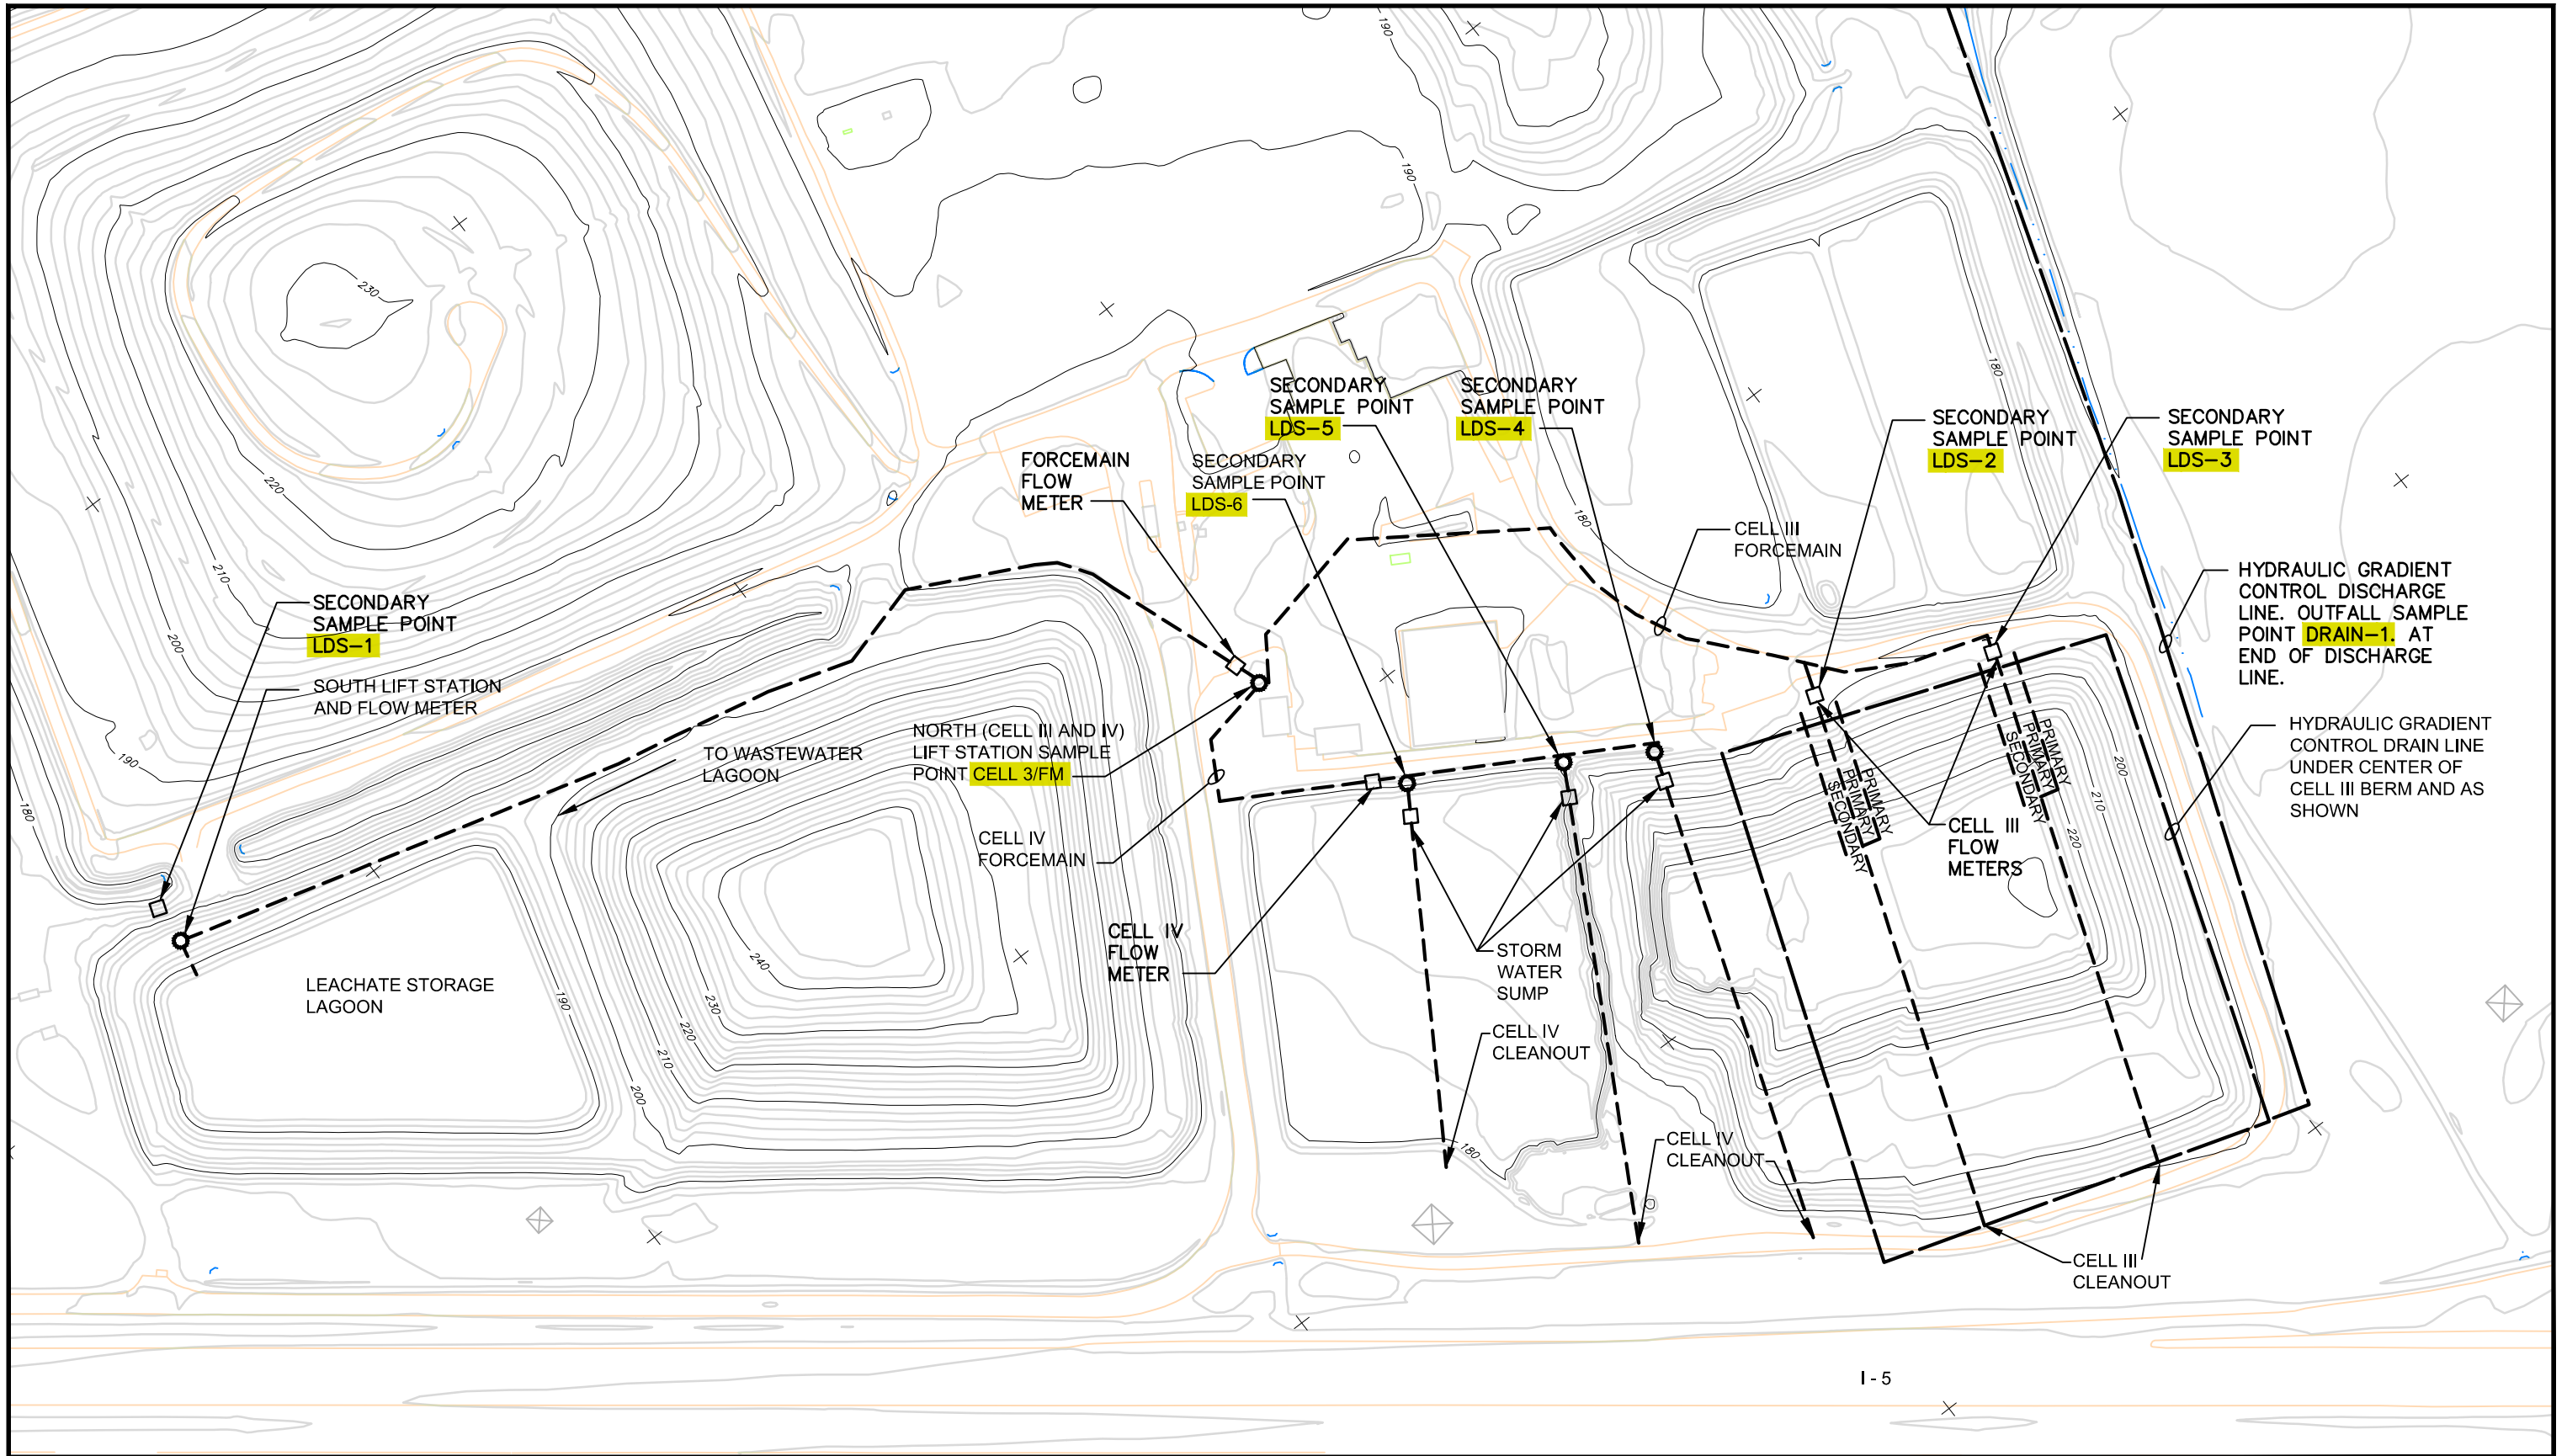 190
190
230
180
SECONDARY
SAMPLE POINT
LDS-5
SECONDARY
SAMPLE POINT
LDS-4
SECONDARY
SAMPLE POINT
LDS-2
SECONDARY
SAMPLE POINT
LDS-3
FORCEMAIN
FLOW
METER
SECONDARY
SAMPLE POINT
LDS-6
220
210
200
190
180
180
CELL III
FORCEMAIN
HYDRAULIC GRADIENT
CONTROL DISCHARGE
LINE. OUTFALL SAMPLE
POINT DRAIN-1. AT
END OF DISCHARGE
LINE.
SECONDARY
SAMPLE POINT
LDS-1
SOUTH LIFT STATION
AND FLOW METER
TO WASTEWATER
LAGOON
NORTH (CELL III AND IV)
LIFT STATION SAMPLE
POINT CELL 3/FM
HYDRAULIC GRADIENT
CONTROL DRAIN LINE
UNDER CENTER OF
CELL III BERM AND AS
SHOWN
PRIMARY
PRIMARY
SECONDARY
PRIMARY
PRIMARY
SECONDARY
200
210
220
CELL III
FLOW
METERS
CELL IV
FORCEMAIN
CELL IV
FLOW
METER
STORM
WATER
SUMP
LEACHATE STORAGE
LAGOON
190
240
230
220
210
200
CELL IV
CLEANOUT
180
CELL IV
CLEANOUT
CELL III
CLEANOUT
I - 5